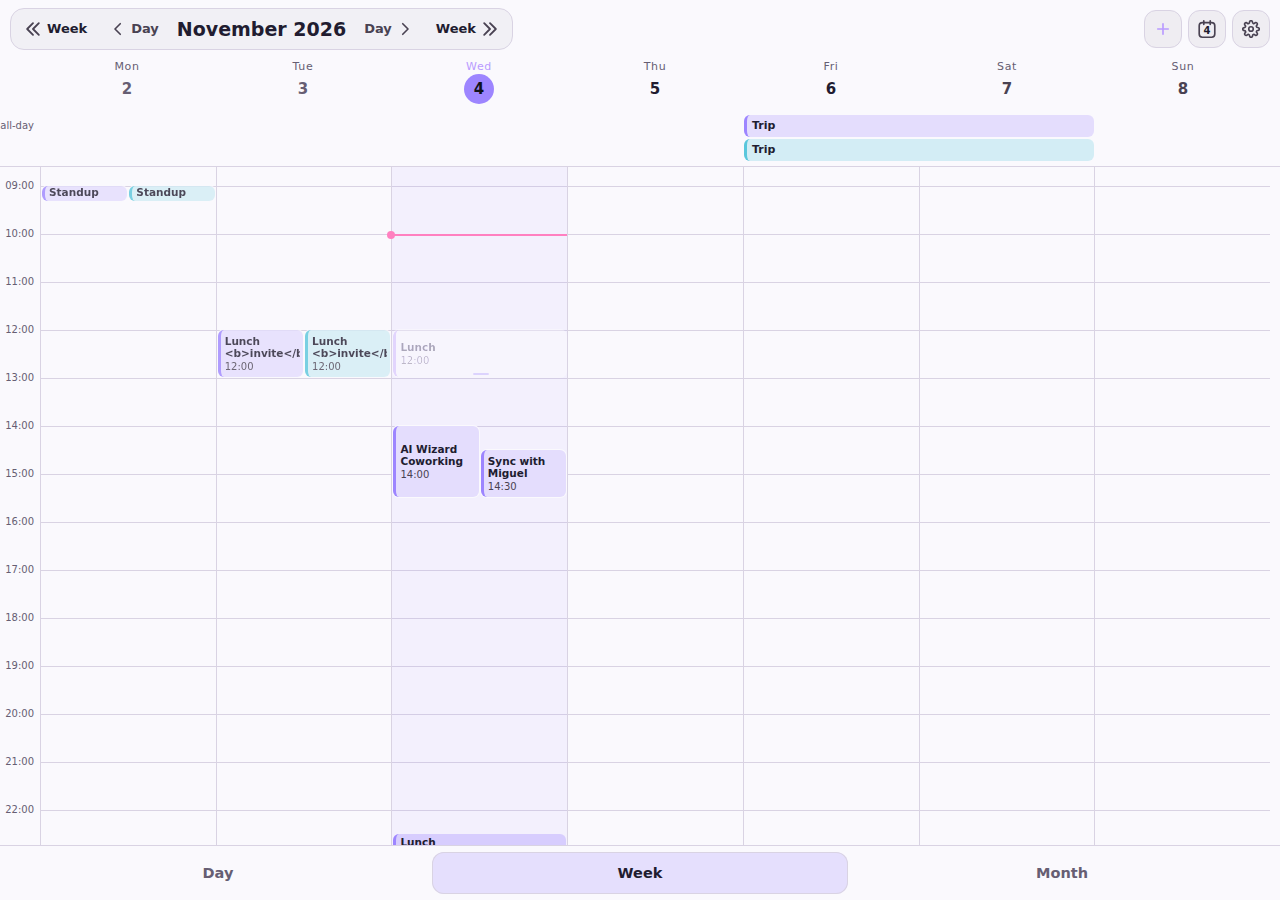 Week Day November 2026 Day Week
4
Mon Tue Wed Thu Fri Sat Sun
2 3 4 5 6 7 8
all-day
Trip
Trip
09:00
Standup Standup
10:00
11:00
12:00
Lunch
<b>invite</b
12:00
Lunch
<b>invite</b
12:00
Lunch
12:00
13:00
14:00
AI Wizard
Coworking
14:00
Sync with
Miguel
14:30
15:00
16:00
17:00
18:00
19:00
20:00
21:00
22:00
Lunch
Day Week Month